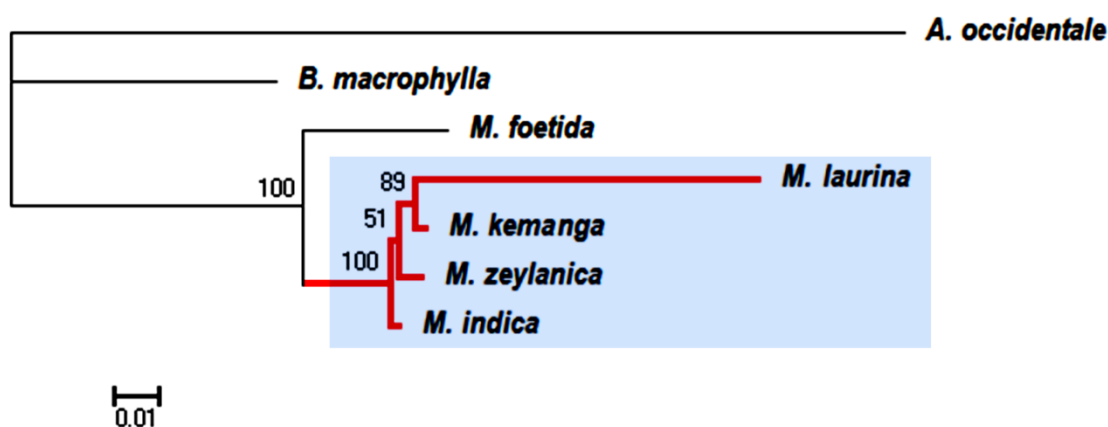 A. occidentale
B. macrophylla
M. foetida
100
89
M. laurina
51
M. kemanga
100
M. zeylanica
M. indica
0.01